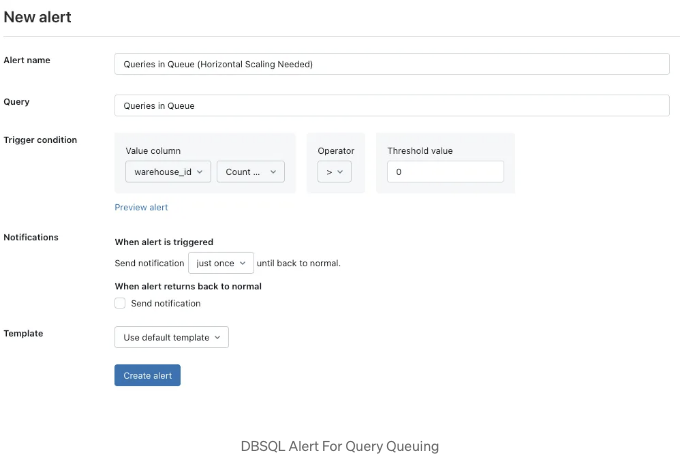 New alert
Alert name
Queries in Queue (Horizontal Scaling Needed)
Query
Queries in Queue
Trigger condition
Value column
Operator
Threshold value
warehouse_id
Count ...
>
0
Preview alert
Notifications
When alert is triggered
Send notification just once until back to normal.
When alert returns back to normal
Send notification
Template
Use default template
Create alert
DBSQL Alert For Query Queuing